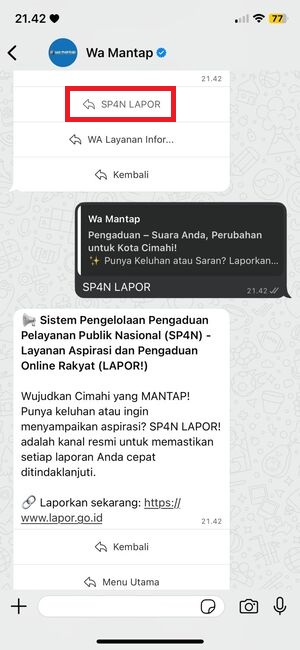 21.42
77
WA MANTAP
Wa Mantap
21.42
SP4N LAPOR
WA Layanan Infor...
Kembali
Wa Mantap
Pengaduan – Suara Anda, Perubahan
untuk Kota Cimahi!
✨ Punya Keluhan atau Saran? Laporkan...
SP4N LAPOR
21.42
📢 Sistem Pengelolaan Pengaduan
Pelayanan Publik Nasional (SP4N) -
Layanan Aspirasi dan Pengaduan
Online Rakyat (LAPOR!)
Wujudkan Cimahi yang MANTAP!
Punya keluhan atau ingin
menyampaikan aspirasi? SP4N LAPOR!
adalah kanal resmi untuk memastikan
setiap laporan Anda cepat
ditindaklanjuti.
🔗 Laporkan sekarang: https://
www.lapor.go.id
21.42
Kembali
Menu Utama